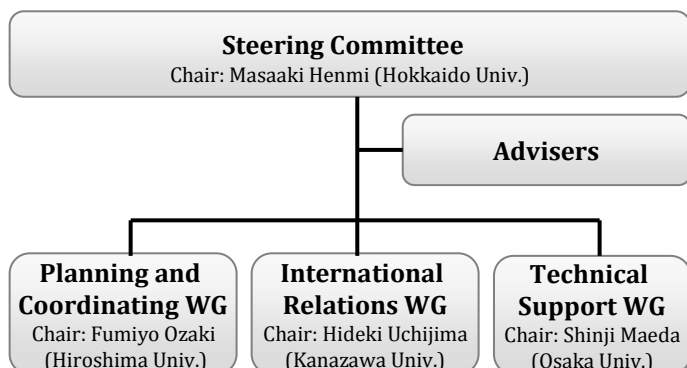 Steering Committee
Chair: Masaaki Henmi (Hokkaido Univ.)
Advisers
Planning and
Coordinating WG
Chair: Fumiyo Ozaki
(Hiroshima Univ.)
International
Relations WG
Chair: Hideki Uchijima
(Kanazawa Univ.)
Technical
Support WG
Chair: Shinji Maeda
(Osaka Univ.)